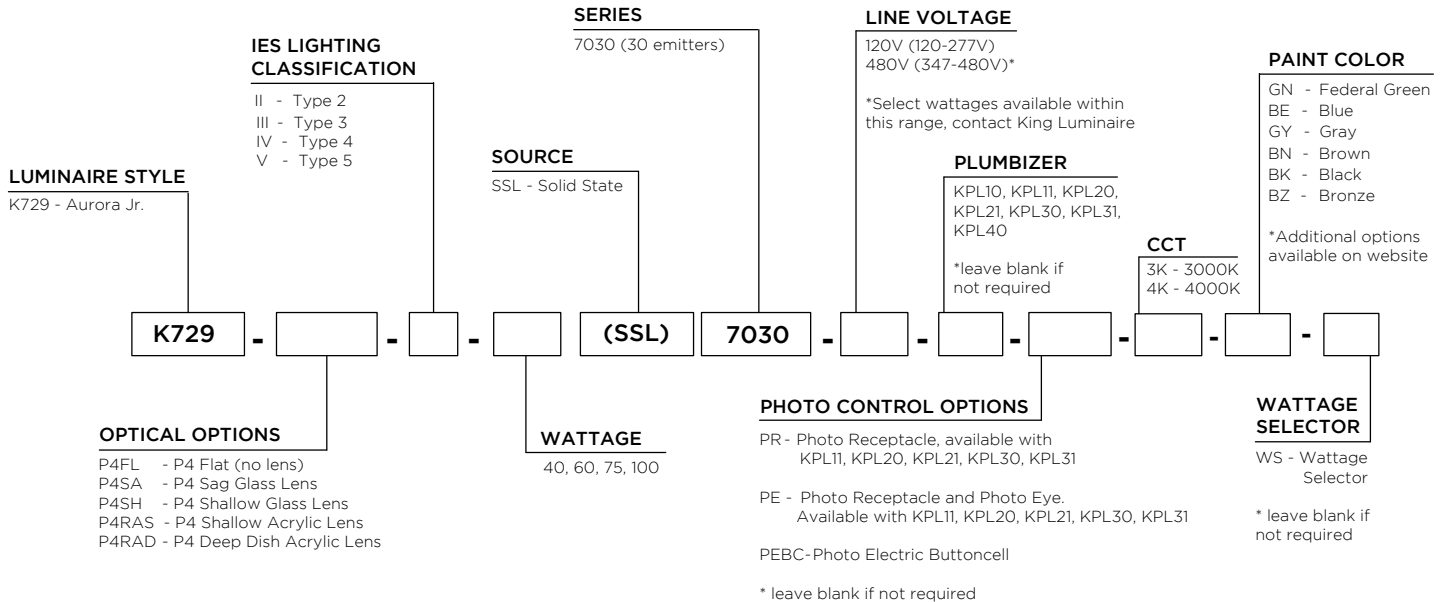 SERIES
7030 (30 emitters)
LINE VOLTAGE
120V (120-277V)
480V (347-480V)*
*Select wattages available within
this range, contact King Luminaire
IES LIGHTING
CLASSIFICATION
II - Type 2
III - Type 3
IV - Type 4
V - Type 5
PAINT COLOR
GN - Federal Green
BE - Blue
GY - Gray
BN - Brown
BK - Black
BZ - Bronze
*Additional options
available on website
SOURCE
SSL - Solid State
PLUMBIZER
KPL10, KPL11, KPL20,
KPL21, KPL30, KPL31,
KPL40
*leave blank if
not required
LUMINAIRE STYLE
K729 - Aurora Jr.
CCT
3K - 3000K
4K - 4000K
K729 - - - (SSL) 7030 - - - - - -
OPTICAL OPTIONS
P4FL - P4 Flat (no lens)
P4SA - P4 Sag Glass Lens
P4SH - P4 Shallow Glass Lens
P4RAS - P4 Shallow Acrylic Lens
P4RAD - P4 Deep Dish Acrylic Lens
WATTAGE
40, 60, 75, 100
PHOTO CONTROL OPTIONS
PR - Photo Receptacle, available with
KPL11, KPL20, KPL21, KPL30, KPL31
PE - Photo Receptacle and Photo Eye.
Available with KPL11, KPL20, KPL21, KPL30, KPL31
PEBC-Photo Electric Buttoncell
* leave blank if not required
WATTAGE
SELECTOR
WS - Wattage
Selector
* leave blank if
not required